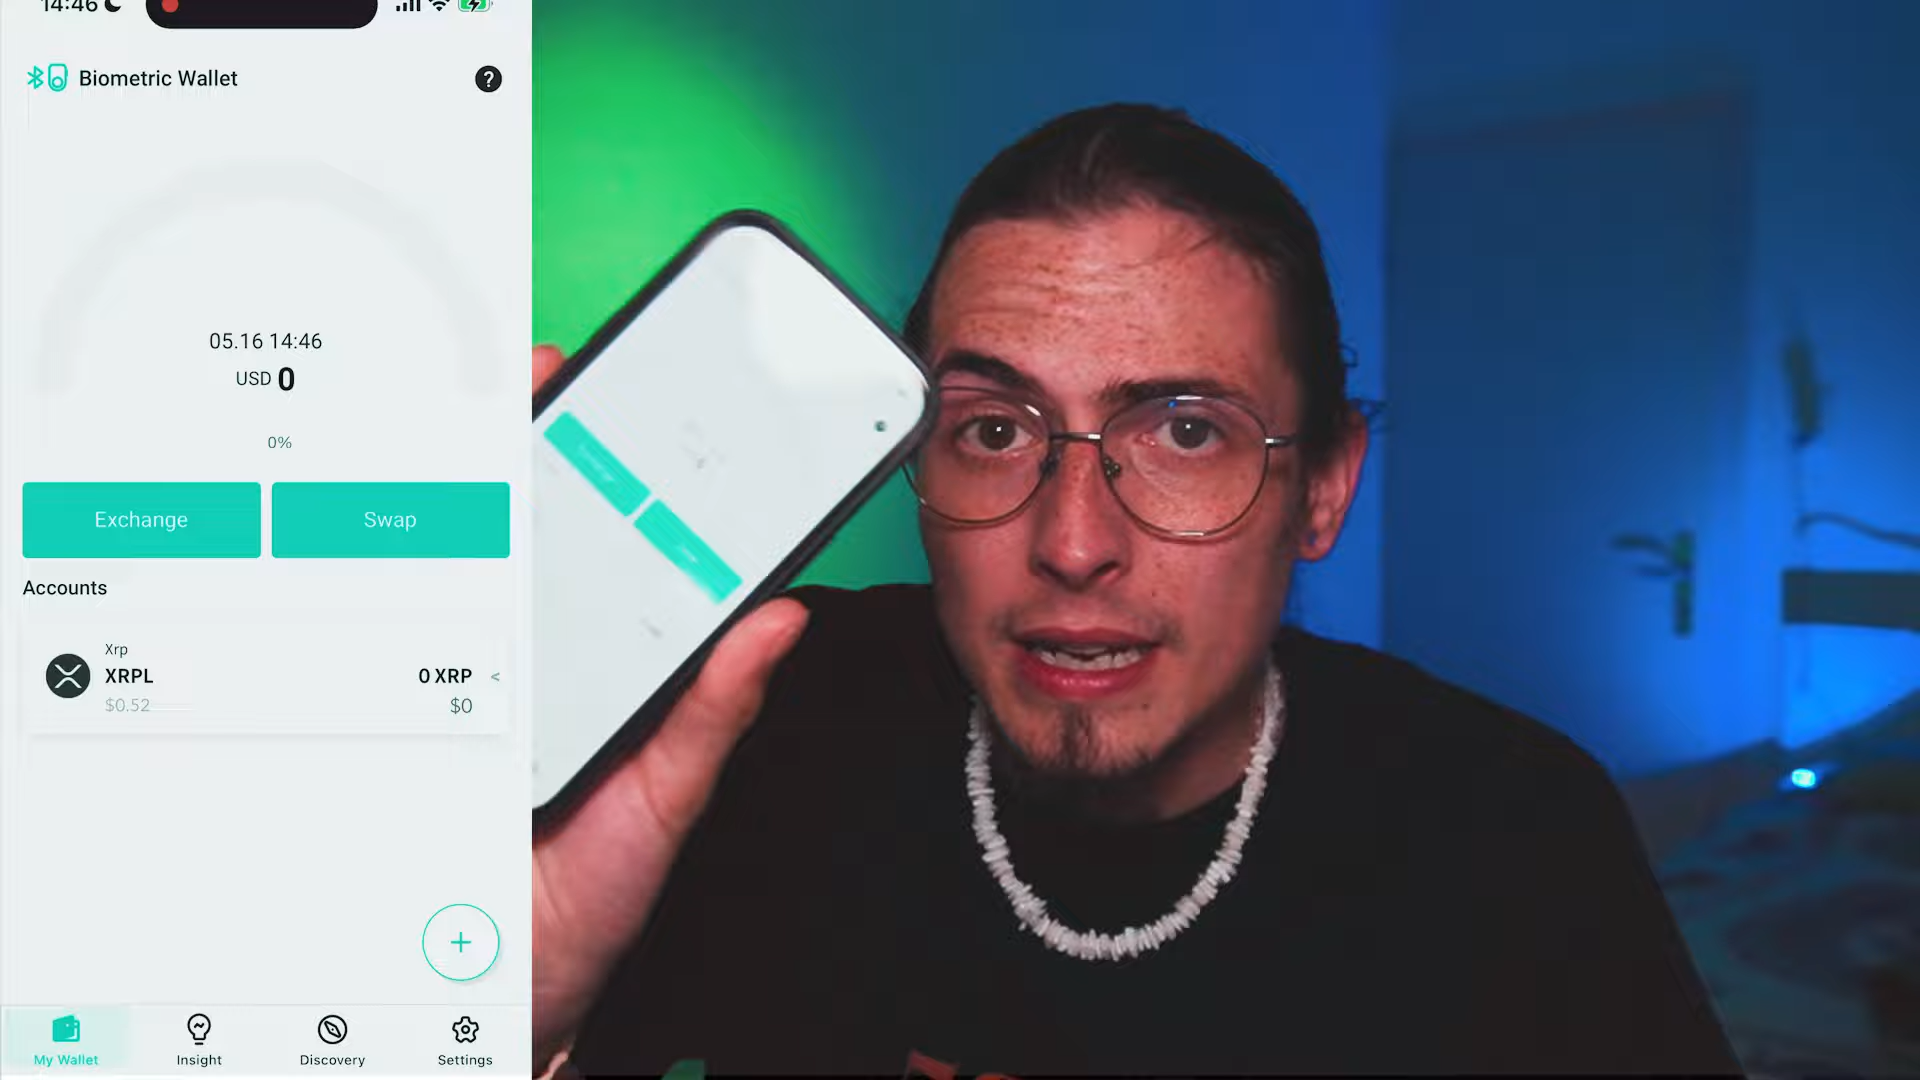 14:46
Biometric Wallet
?
05.16 14:46
USD 0
0%
Exchange
Swap
Accounts
Xrp
XRPL
0 XRP
<
$0.52
$0
+
My Wallet
Insight
Discovery
Settings